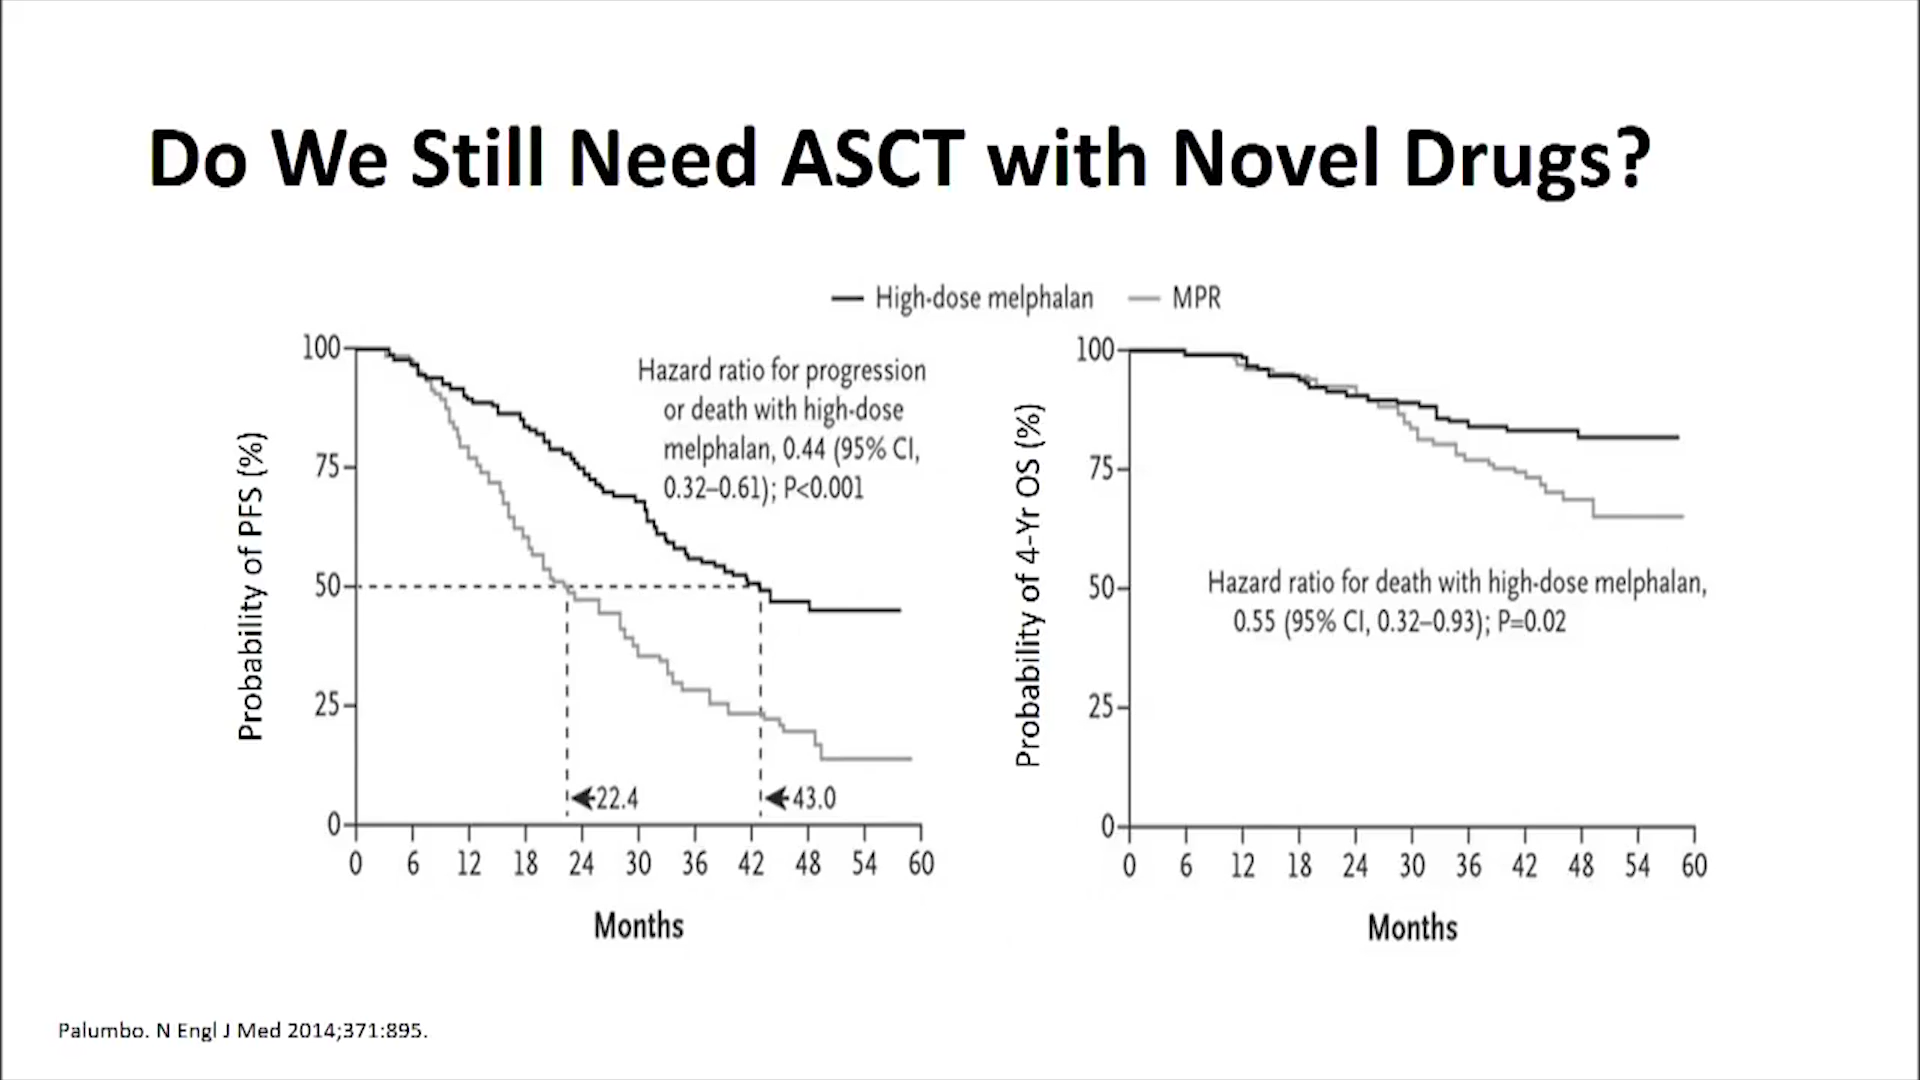 Do We Still Need ASCT with Novel Drugs?
High-dose melphalan
MPR
Probability of PFS (%)
100
75
50
25
0
Hazard ratio for progression
or death with high-dose
melphalan, 0.44 (95% CI,
0.32–0.61); P<0.001
22.4
43.0
0 6 12 18 24 30 36 42 48 54 60
Months
Probability of 4-Yr OS (%)
100
75
50
25
0
Hazard ratio for death with high-dose melphalan,
0.55 (95% CI, 0.32–0.93); P=0.02
0 6 12 18 24 30 36 42 48 54 60
Months
Palumbo. N Engl J Med 2014;371:895.